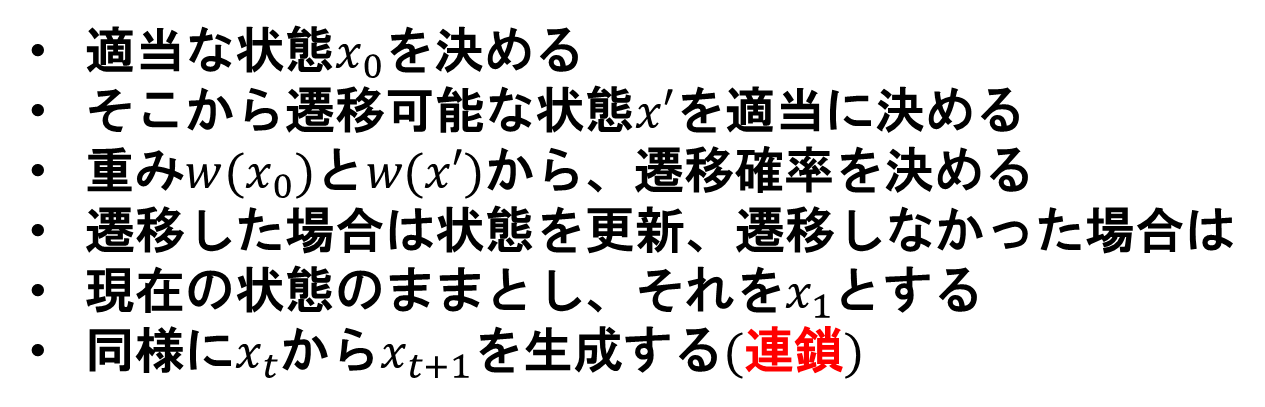 • 適当な状態x₀を決める
• そこから遷移可能な状態x′を適当に決める
• 重みw(x₀)とw(x′)から、遷移確率を決める
• 遷移した場合は状態を更新、遷移しなかった場合は
• 現在の状態のままとし、それをx₁とする
• 同様にxₜからxₜ₊₁を生成する(連鎖)